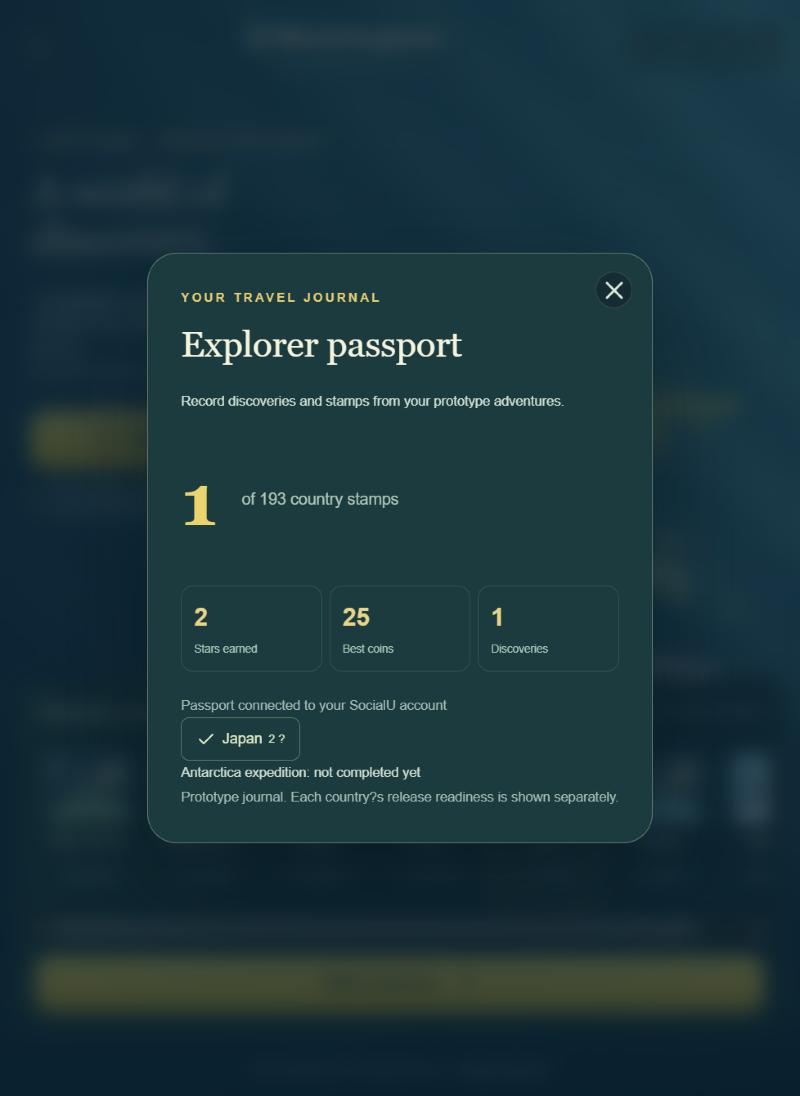 YOUR TRAVEL JOURNAL
Explorer passport
Record discoveries and stamps from your prototype adventures.
1 of 193 country stamps
2 25 1
Stars earned Best coins Discoveries
Passport connected to your SocialU account
Japan 2 ?
Antarctica expedition: not completed yet
Prototype journal. Each country?s release readiness is shown separately.